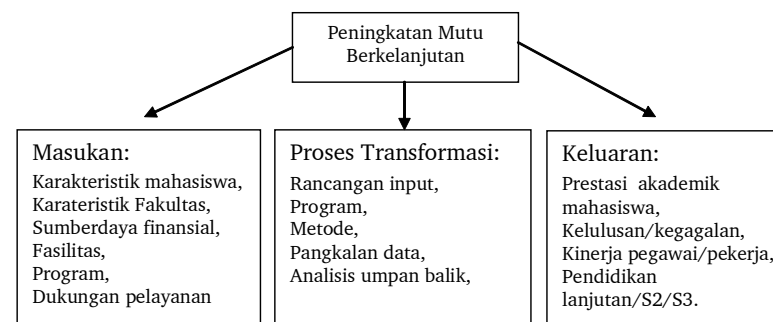 Peningkatan Mutu
Berkelanjutan
Masukan:
Karakteristik mahasiswa,
Karateristik Fakultas,
Sumberdaya finansial,
Fasilitas,
Program,
Dukungan pelayanan
Proses Transformasi:
Rancangan input,
Program,
Metode,
Pangkalan data,
Analisis umpan balik,
Keluaran:
Prestasi akademik
mahasiswa,
Kelulusan/kegagalan,
Kinerja pegawai/pekerja,
Pendidikan
lanjutan/S2/S3.